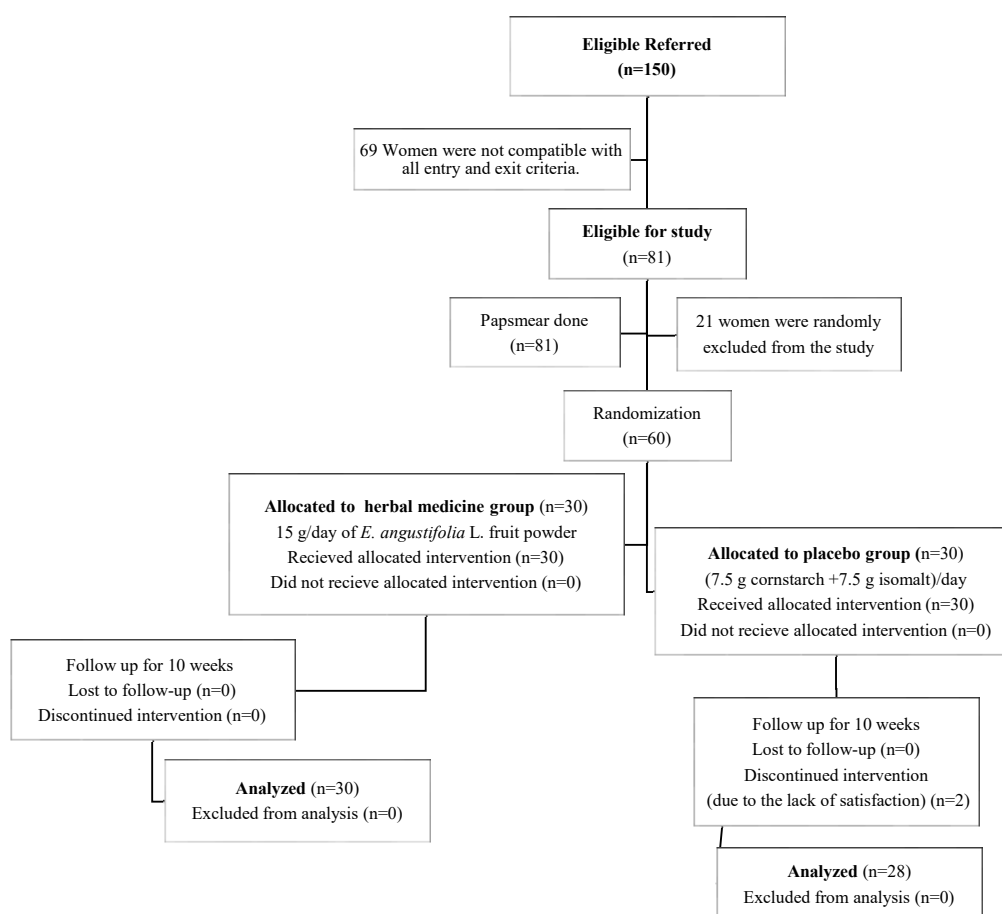 Eligible Referred
(n=150)
69 Women were not compatible with
all entry and exit criteria.
Eligible for study
(n=81)
Papsmear done
(n=81)
21 women were randomly
excluded from the study
Randomization
(n=60)
Allocated to herbal medicine group (n=30)
15 g/day of E. angustifolia L. fruit powder
Recieved allocated intervention (n=30)
Did not recieve allocated intervention (n=0)
Allocated to placebo group (n=30)
(7.5 g cornstarch +7.5 g isomalt)/day
Received allocated intervention (n=30)
Did not recieve allocated intervention (n=0)
Follow up for 10 weeks
Lost to follow-up (n=0)
Discontinued intervention (n=0)
Follow up for 10 weeks
Lost to follow-up (n=0)
Discontinued intervention
(due to the lack of satisfaction) (n=2)
Analyzed (n=30)
Excluded from analysis (n=0)
Analyzed (n=28)
Excluded from analysis (n=0)